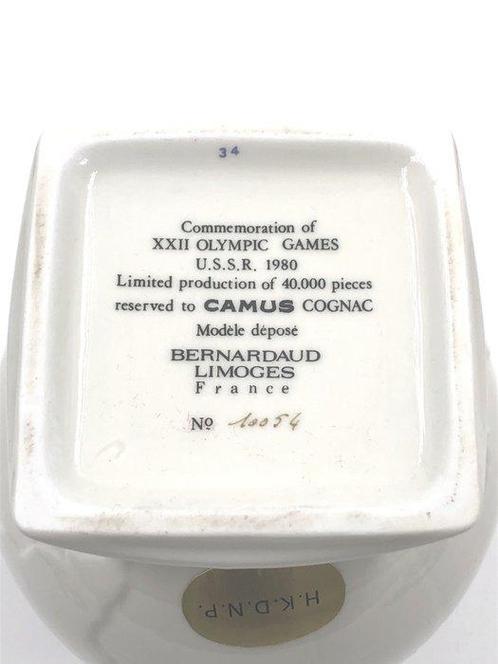 34
Commemoration of
XXII OLYMPIC GAMES
U.S.S.R. 1980
Limited production of 40.000 pieces
reserved to CAMUS COGNAC
Modèle déposé
BERNARDAUD
LIMOGES
France
Nº 10054
H.K.D.N.P.